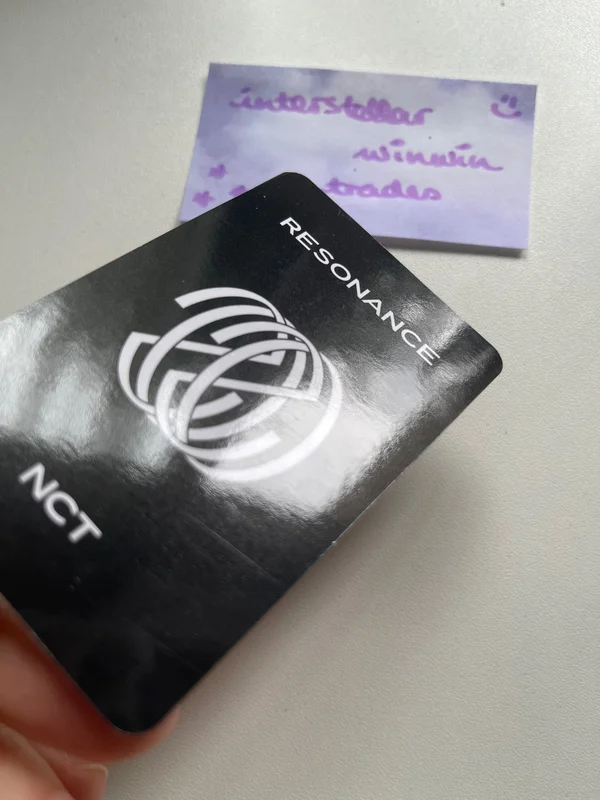 interstellar
winwin
trades
RESONANCE
NCT